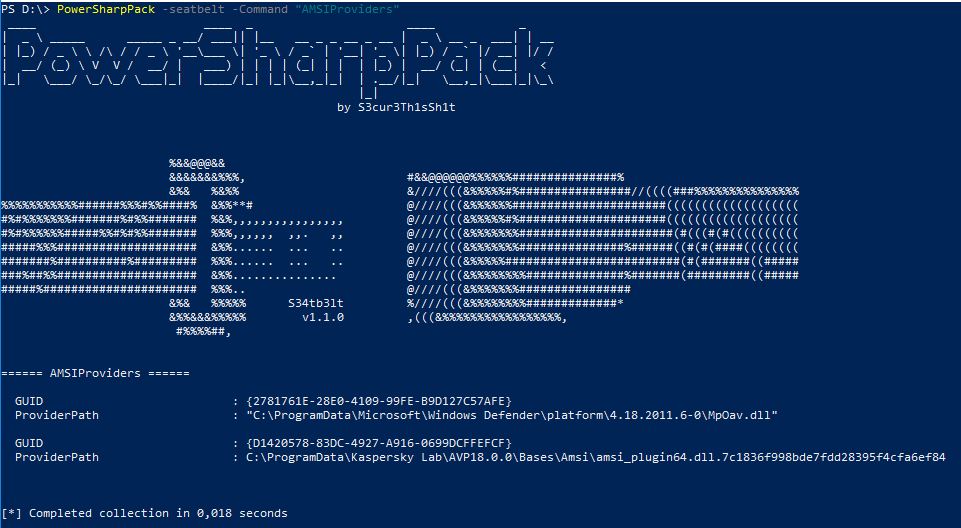 PS D:\> PowerSharpPack -seatbelt -Command "AMSIProviders"
PowerSharpPack
by S3cur3Th1sSh1t
%&&@@@&&
&&&&&&&%%%, #&&@@@@@@%%%%%%###############%
&%& %&%% &////(((&%%%%%#%################//((((###%%%%%%%%%%%%%%%
%%%%%%%%%%%######%%%#%%####% &%%**# @////(((&%%%%%%######################(((((((((((((((((((
#%#%%%%%%%#######%#%%####### %&%,,,,,,,,,,,,,,,, @////(((&%%%%%#%#####################(((((((((((((((((((
#%#%%%%%%#####%%#%#%%####### %%%,,,,,, ,,. ,, @////(((&%%%%%%%######################(#(((#(#((((((((((
#####%%%#################### &%%...... ... .. @////(((&%%%%%%%###############%######((#(#(####((((((((
#######%##########%######### %%%...... ... .. @////(((&%%%%%#########################(#(#######((#####
###%##%%#################### &%%............... @////(((&%%%%%%%%##############%#######(#########((#####
#####%###################### %%%.. @////(((&%%%%%%%################
&%& %%%%% S34tb3lt %////(((&%%%%%%%%#############*
&%%&&&%%%%% v1.1.0 ,(((&%%%%%%%%%%%%%%%%%,
#%%%%##,
====== AMSIProviders ======
GUID : {2781761E-28E0-4109-99FE-B9D127C57AFE}
ProviderPath : "C:\ProgramData\Microsoft\Windows Defender\platform\4.18.2011.6-0\MpOav.dll"
GUID : {D1420578-83DC-4927-A916-0699DCFFEFCF}
ProviderPath : C:\ProgramData\Kaspersky Lab\AVP18.0.0\Bases\Amsi\amsi_plugin64.dll.7c1836f998bde7fdd28395f4cfa6ef84
[*] Completed collection in 0,018 seconds